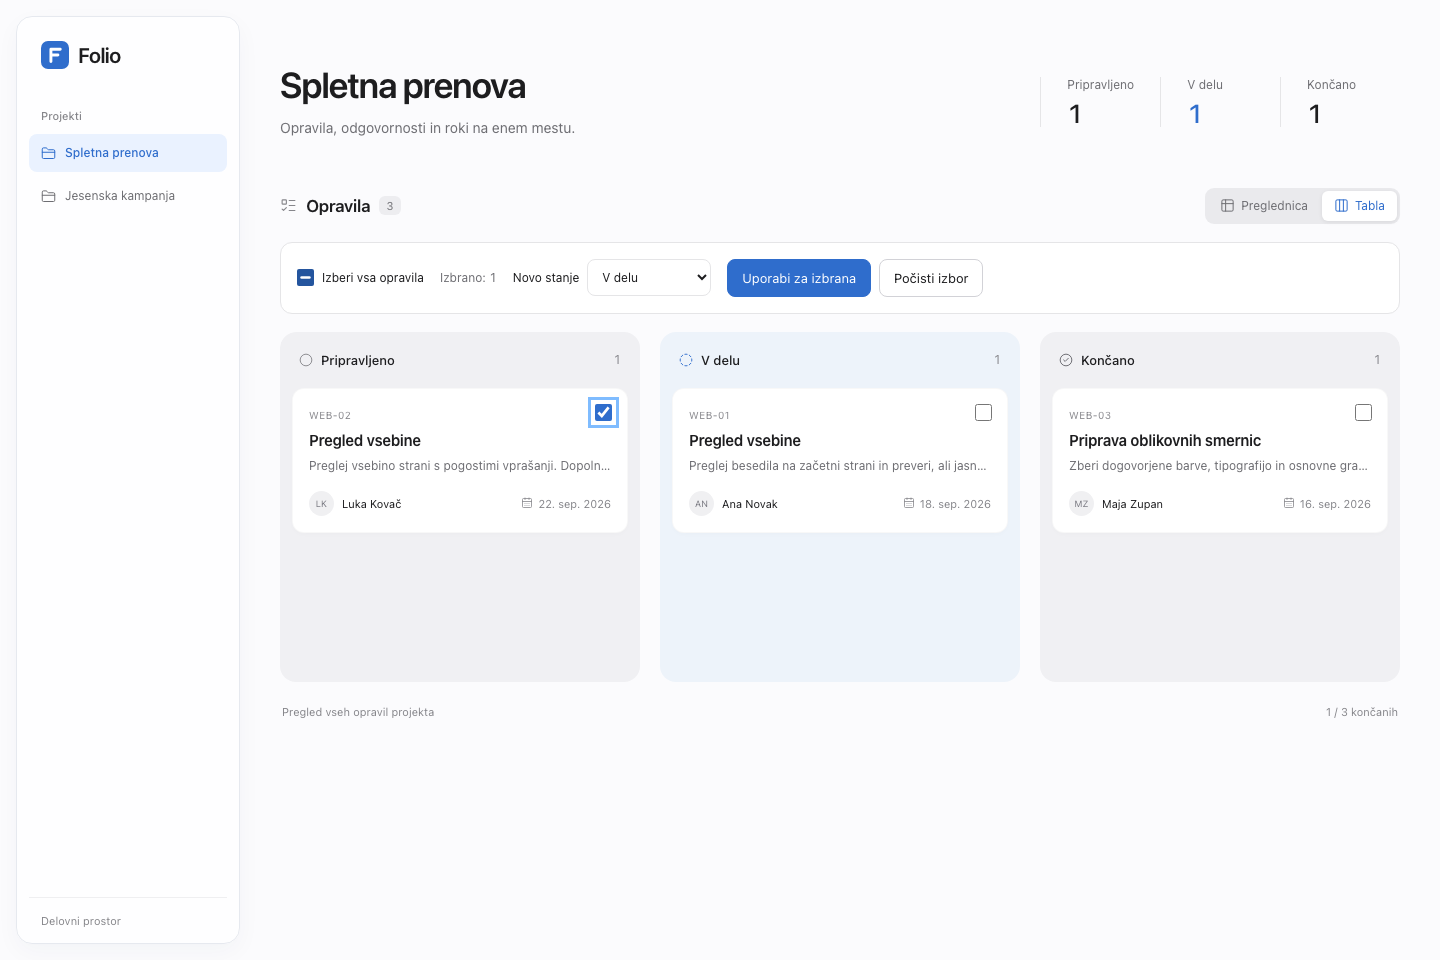 Folio
Projekti
Spletna prenova
Jesenska kampanja
Delovni prostor
Spletna prenova
Opravila, odgovornosti in roki na enem mestu.
Pripravljeno
1
V delu
1
Končano
1
Opravila 3
Preglednica
Tabla
Izberi vsa opravila
Izbrano: 1
Novo stanje
V delu
Uporabi za izbrana
Počisti izbor
Pripravljeno 1
WEB-02
Pregled vsebine
Preglej vsebino strani s pogostimi vprašanji. Dopoln...
LK Luka Kovač 22. sep. 2026
V delu 1
WEB-01
Pregled vsebine
Preglej besedila na začetni strani in preveri, ali jasn...
AN Ana Novak 18. sep. 2026
Končano 1
WEB-03
Priprava oblikovnih smernic
Zberi dogovorjene barve, tipografijo in osnovne gra...
MZ Maja Zupan 16. sep. 2026
Pregled vseh opravil projekta
1 / 3 končanih